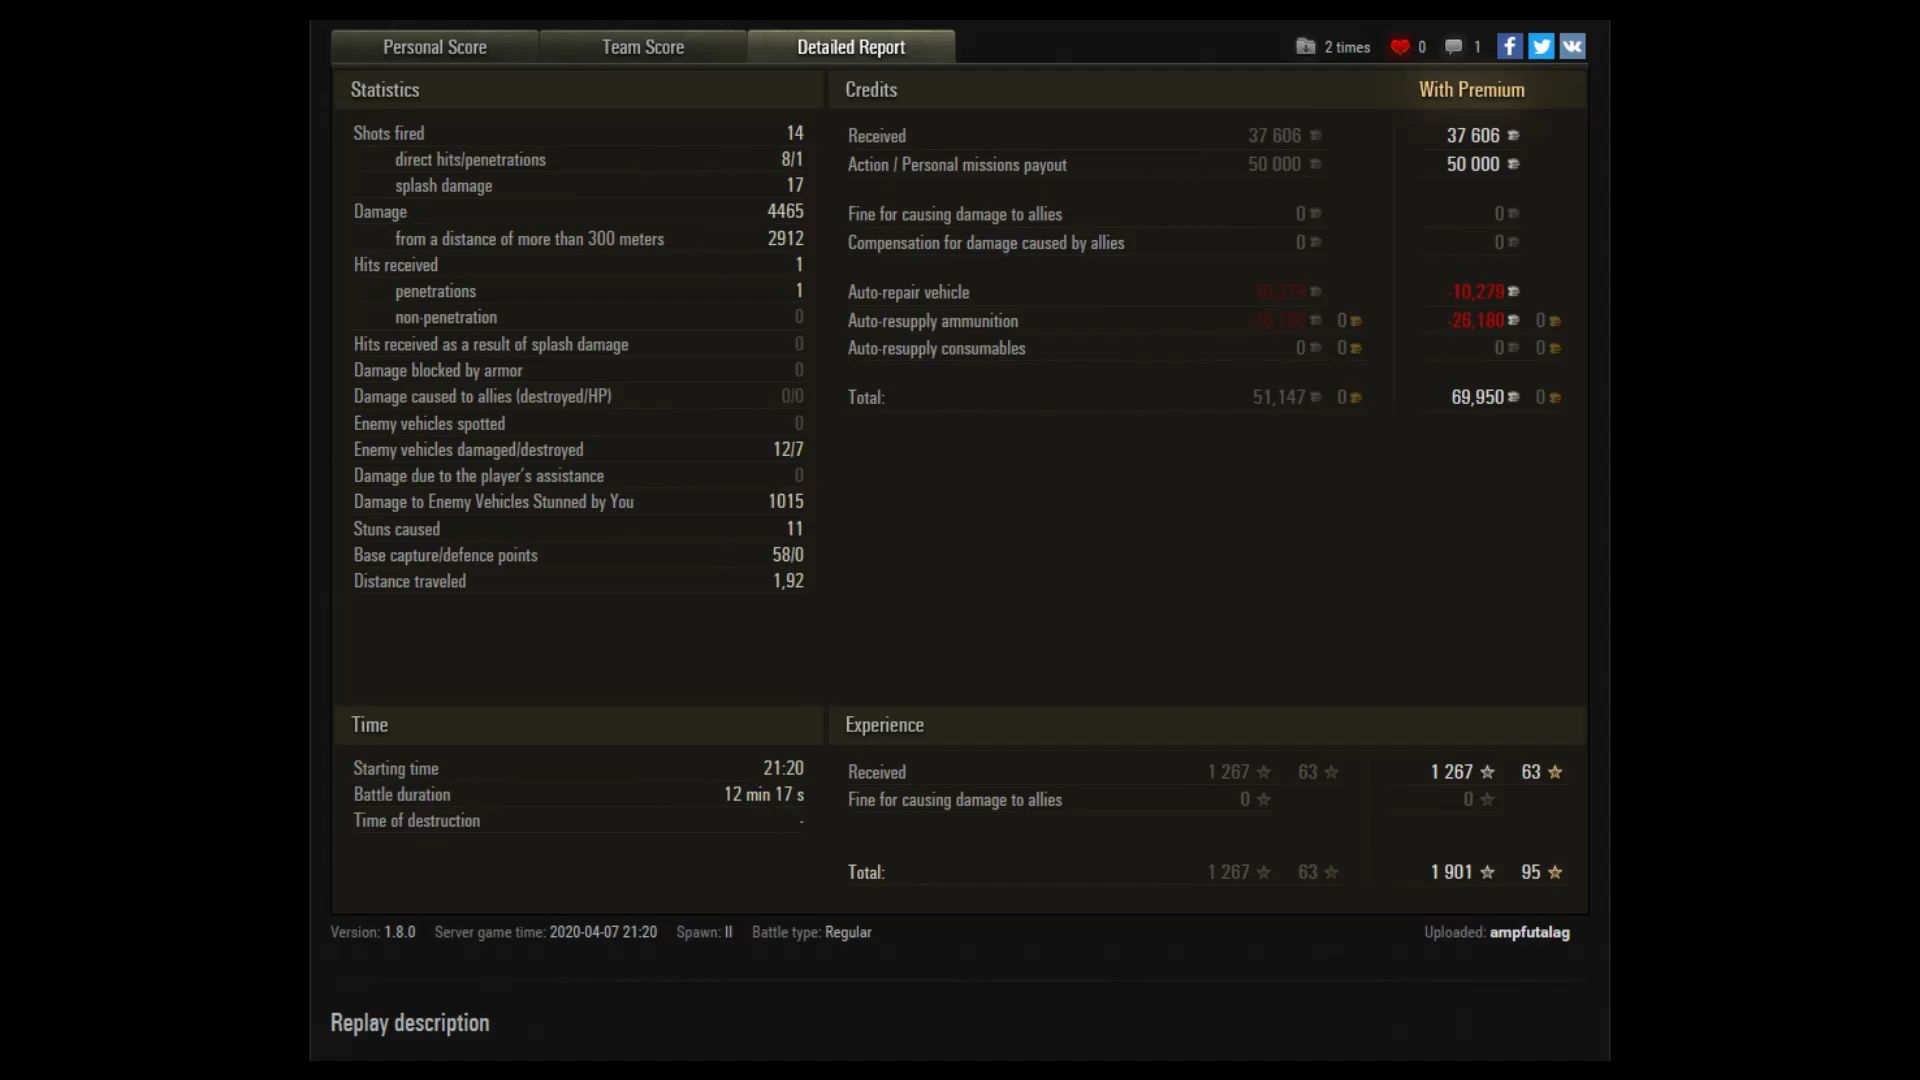 Personal Score Team Score Detailed Report 2 times 0 1
Statistics
Shots fired 14
direct hits/penetrations 8/1
splash damage 17
Damage 4465
from a distance of more than 300 meters 2912
Hits received 1
penetrations 1
non-penetration 0
Hits received as a result of splash damage 0
Damage blocked by armor 0
Damage caused to allies (destroyed/HP) 0/0
Enemy vehicles spotted 0
Enemy vehicles damaged/destroyed 12/7
Damage due to the player's assistance 0
Damage to Enemy Vehicles Stunned by You 1015
Stuns caused 11
Base capture/defence points 58/0
Distance traveled 1,92
Credits With Premium
Received 37 606 37 606
Action / Personal missions payout 50 000 50 000
Fine for causing damage to allies 0 0
Compensation for damage caused by allies 0 0
Auto-repair vehicle -10,279 -10,279
Auto-resupply ammunition -26,180 0 -26,180 0
Auto-resupply consumables 0 0 0 0
Total: 51,147 0 69,950 0
Time
Starting time 21:20
Battle duration 12 min 17 s
Time of destruction -
Experience
Received 1 267 63 1 267 63
Fine for causing damage to allies 0 0
Total: 1 267 63 1 901 95
Version: 1.8.0 Server game time: 2020-04-07 21:20 Spawn: II Battle type: Regular Uploaded: ampfutalag
Replay description